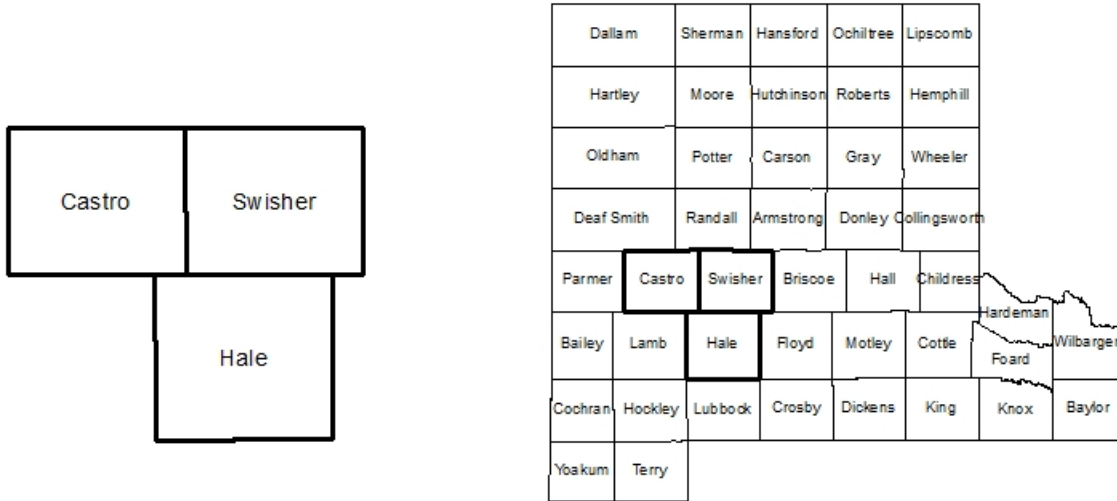 Castro Swisher
Hale
Dallam Sherman Hansford Ochiltree Lipscomb
Hartley Moore Hutchinson Roberts Hemphill
Oldham Potter Carson Gray Wheeler
Deaf Smith Randall Armstrong Donley Collingsworth
Parmer Castro Swisher Briscoe Hall Childress
Hardeman
Bailey Lamb Hale Floyd Motley Cottle Wilbarger
Foard
Cochran Hockley Lubbock Crosby Dickens King Knox Baylor
Yoakum Terry